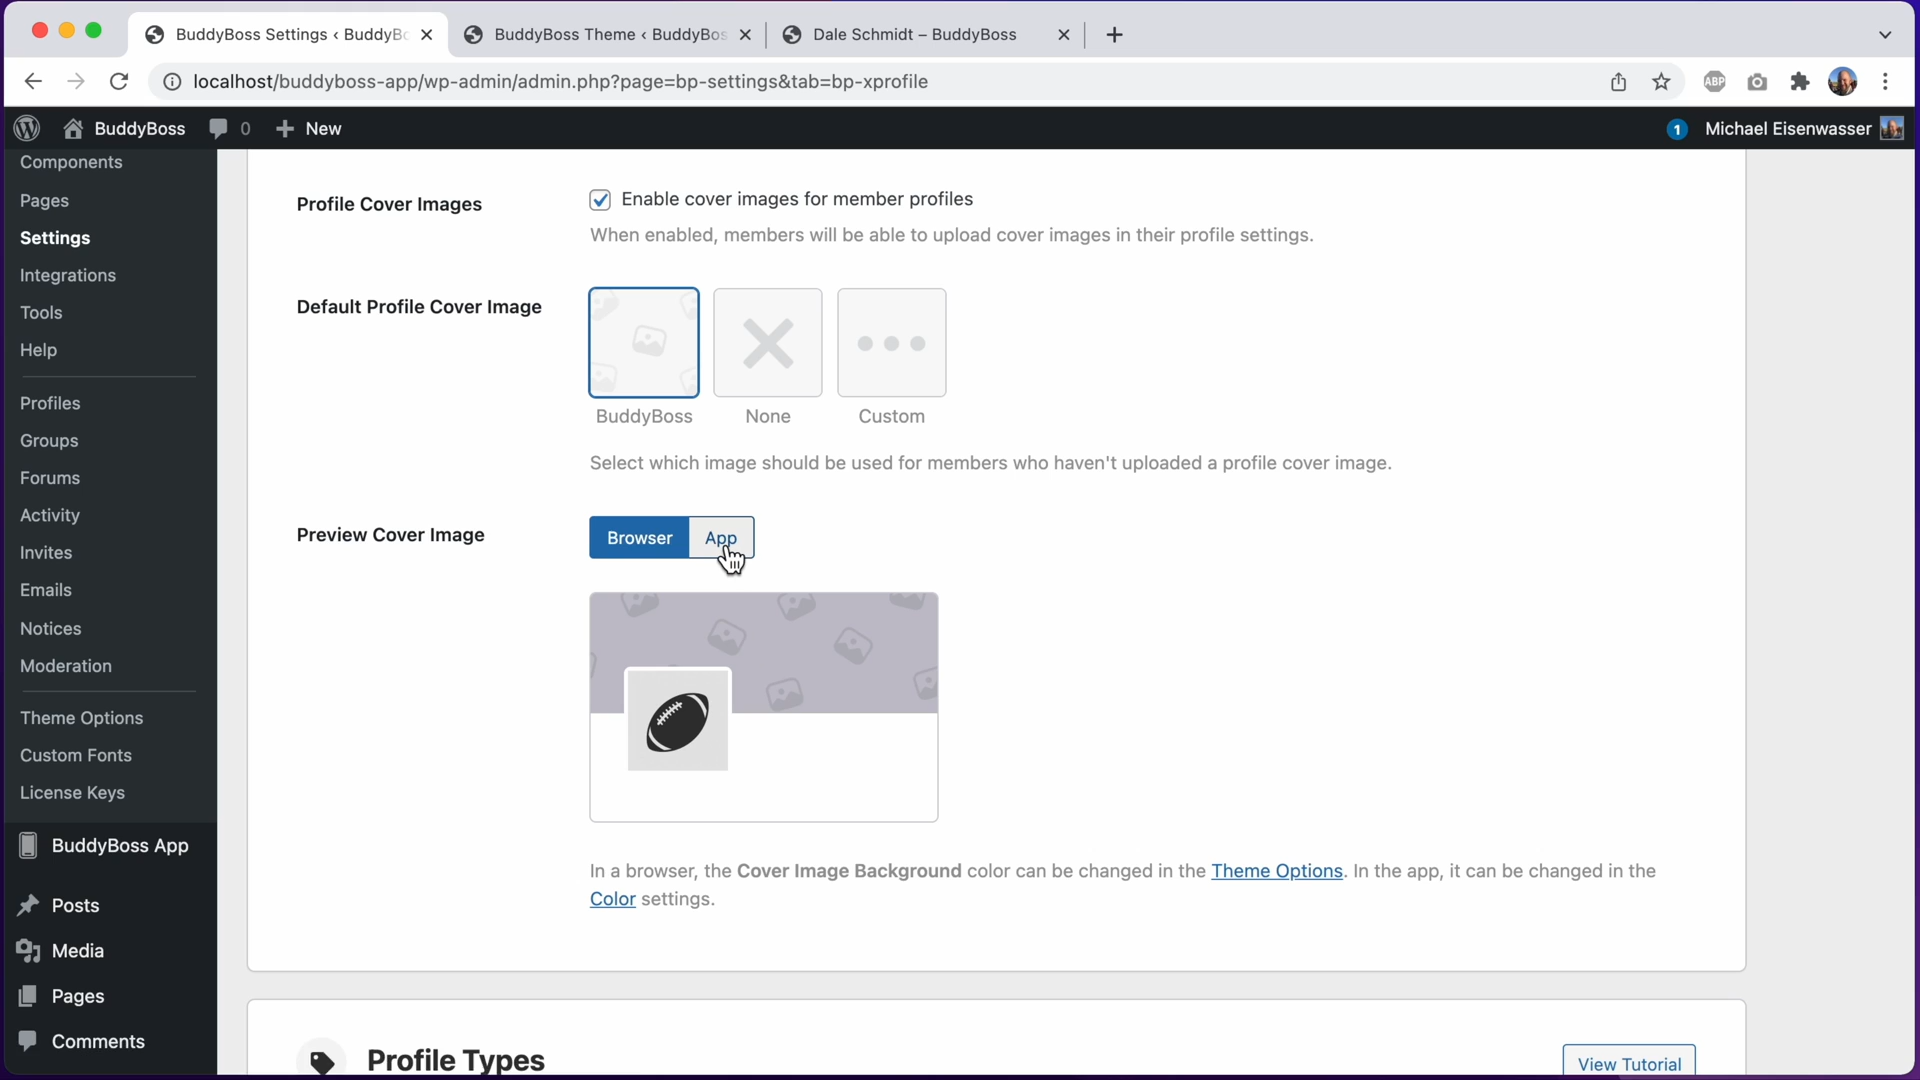 BuddyBoss Settings ‹ BuddyBo
BuddyBoss Theme ‹ BuddyBos
Dale Schmidt – BuddyBoss
localhost/buddyboss-app/wp-admin/admin.php?page=bp-settings&tab=bp-xprofile
ABP
BuddyBoss
0
New
1
Michael Eisenwasser
Components
Pages
Settings
Integrations
Tools
Help
Profiles
Groups
Forums
Activity
Invites
Emails
Notices
Moderation
Theme Options
Custom Fonts
License Keys
BuddyBoss App
Posts
Media
Pages
Comments
Profile Cover Images
Enable cover images for member profiles
When enabled, members will be able to upload cover images in their profile settings.
Default Profile Cover Image
BuddyBoss
None
Custom
Select which image should be used for members who haven't uploaded a profile cover image.
Preview Cover Image
Browser
App
In a browser, the Cover Image Background color can be changed in the Theme Options. In the app, it can be changed in the
Color settings.
Profile Types
View Tutorial